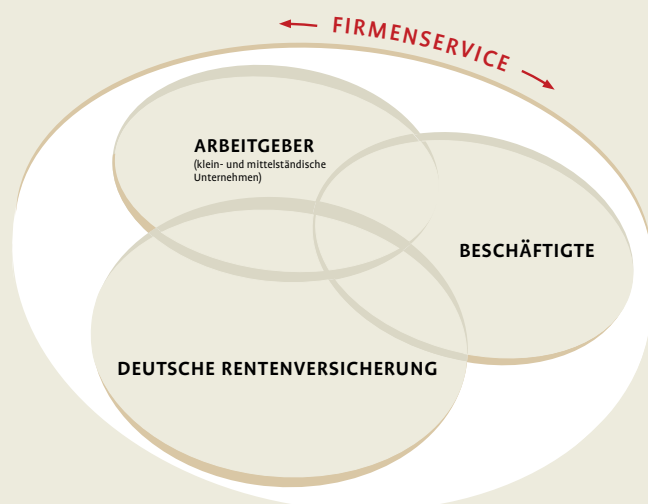 FIRMENSERVICE
ARBEITGEBER
(klein- und mittelständische
Unternehmen)
BESCHÄFTIGTE
DEUTSCHE RENTENVERSICHERUNG